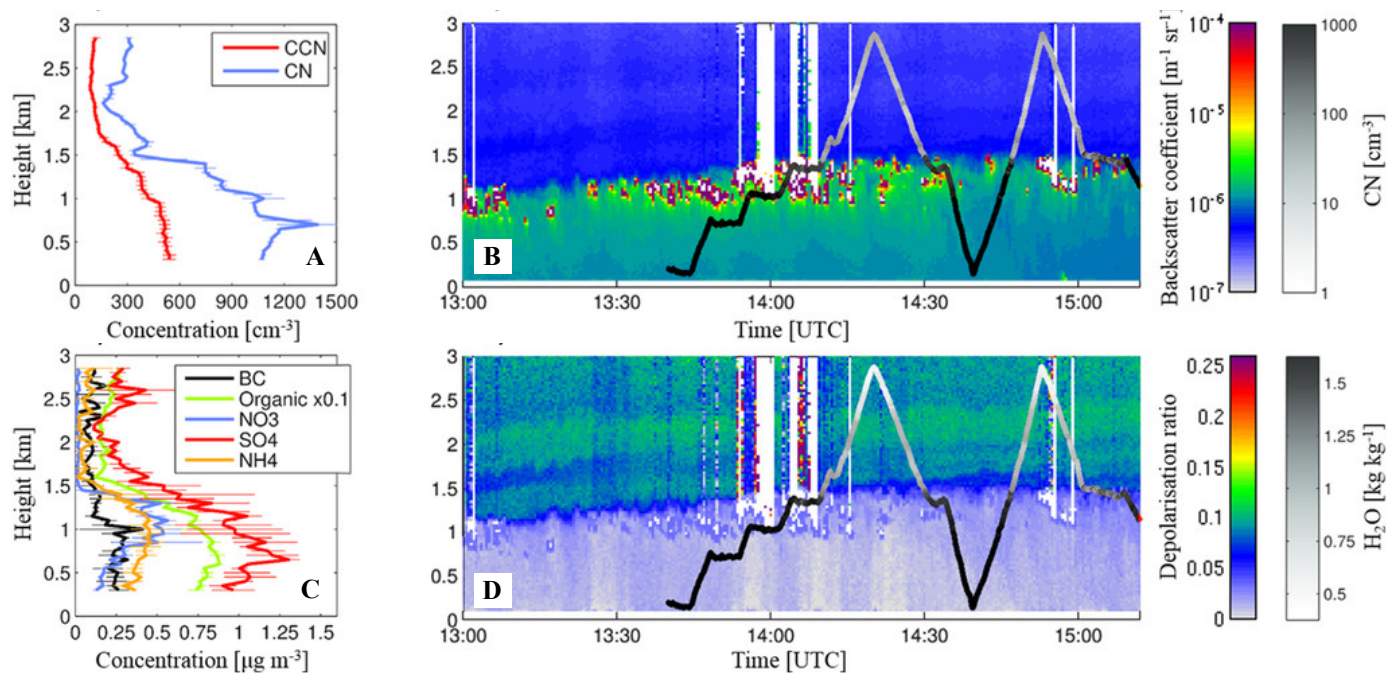 3
2.5
2
1.5
1
0.5
0
Height [km]
CCN
CN
A
0 300 600 900 1200 1500
Concentration [cm-3]
3
2.5
2
1.5
1
0.5
0
B
13:00 13:30 14:00 14:30 15:00
Time [UTC]
10-4
10-5
10-6
10-7
Backscatter coefficient [m-1 sr-1]
1000
100
10
1
CN [cm-3]
3
2.5
2
1.5
1
0.5
0
Height [km]
BC
Organic x0.1
NO3
SO4
NH4
C
0 0.25 0.5 0.75 1 1.25 1.5
Concentration [µg m-3]
3
2.5
2
1.5
1
0.5
0
D
13:00 13:30 14:00 14:30 15:00
Time [UTC]
0.25
0.2
0.15
0.1
0.05
0
Depolarisation ratio
1.5
1.25
1
0.75
0.5
H2O [kg kg-1]